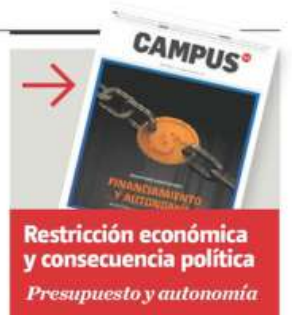 CAMPUS
FINANCIAMIENTO
Y AUTONOMÍA
Restricción económica
y consecuencia política
Presupuesto y autonomía